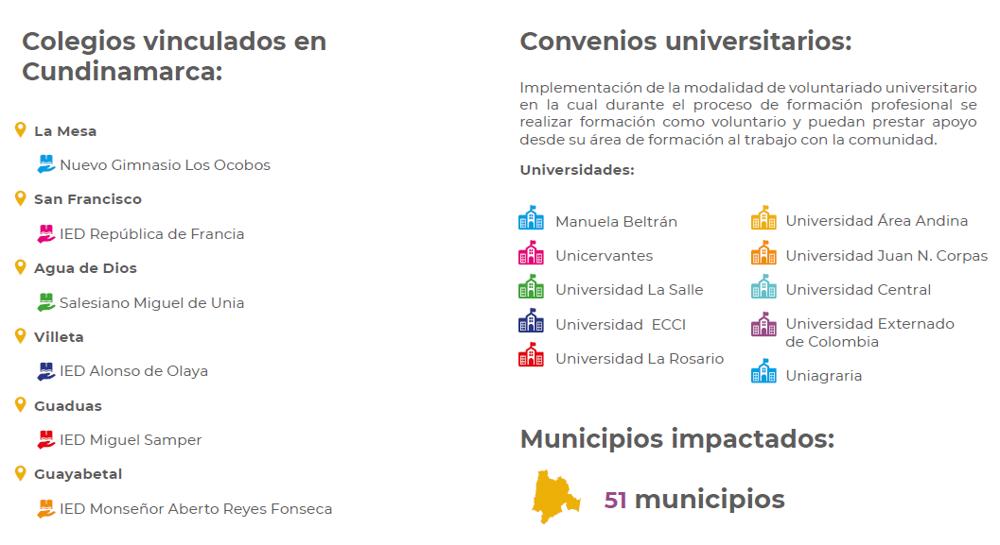 Colegios vinculados en
Cundinamarca:
La Mesa
Nuevo Gimnasio Los Ocobos
San Francisco
IED República de Francia
Agua de Dios
Salesiano Miguel de Unia
Villeta
IED Alonso de Olaya
Guaduas
IED Miguel Samper
Guayabetal
IED Monseñor Aberto Reyes Fonseca
Convenios universitarios:
Implementación de la modalidad de voluntariado universitario
en la cual durante el proceso de formación profesional se
realizar formación como voluntario y puedan prestar apoyo
desde su área de formación al trabajo con la comunidad.
Universidades:
Manuela Beltrán
Unicervantes
Universidad La Salle
Universidad ECCI
Universidad La Rosario
Universidad Área Andina
Universidad Juan N. Corpas
Universidad Central
Universidad Externado
de Colombia
Uniagraria
Municipios impactados:
51 municipios